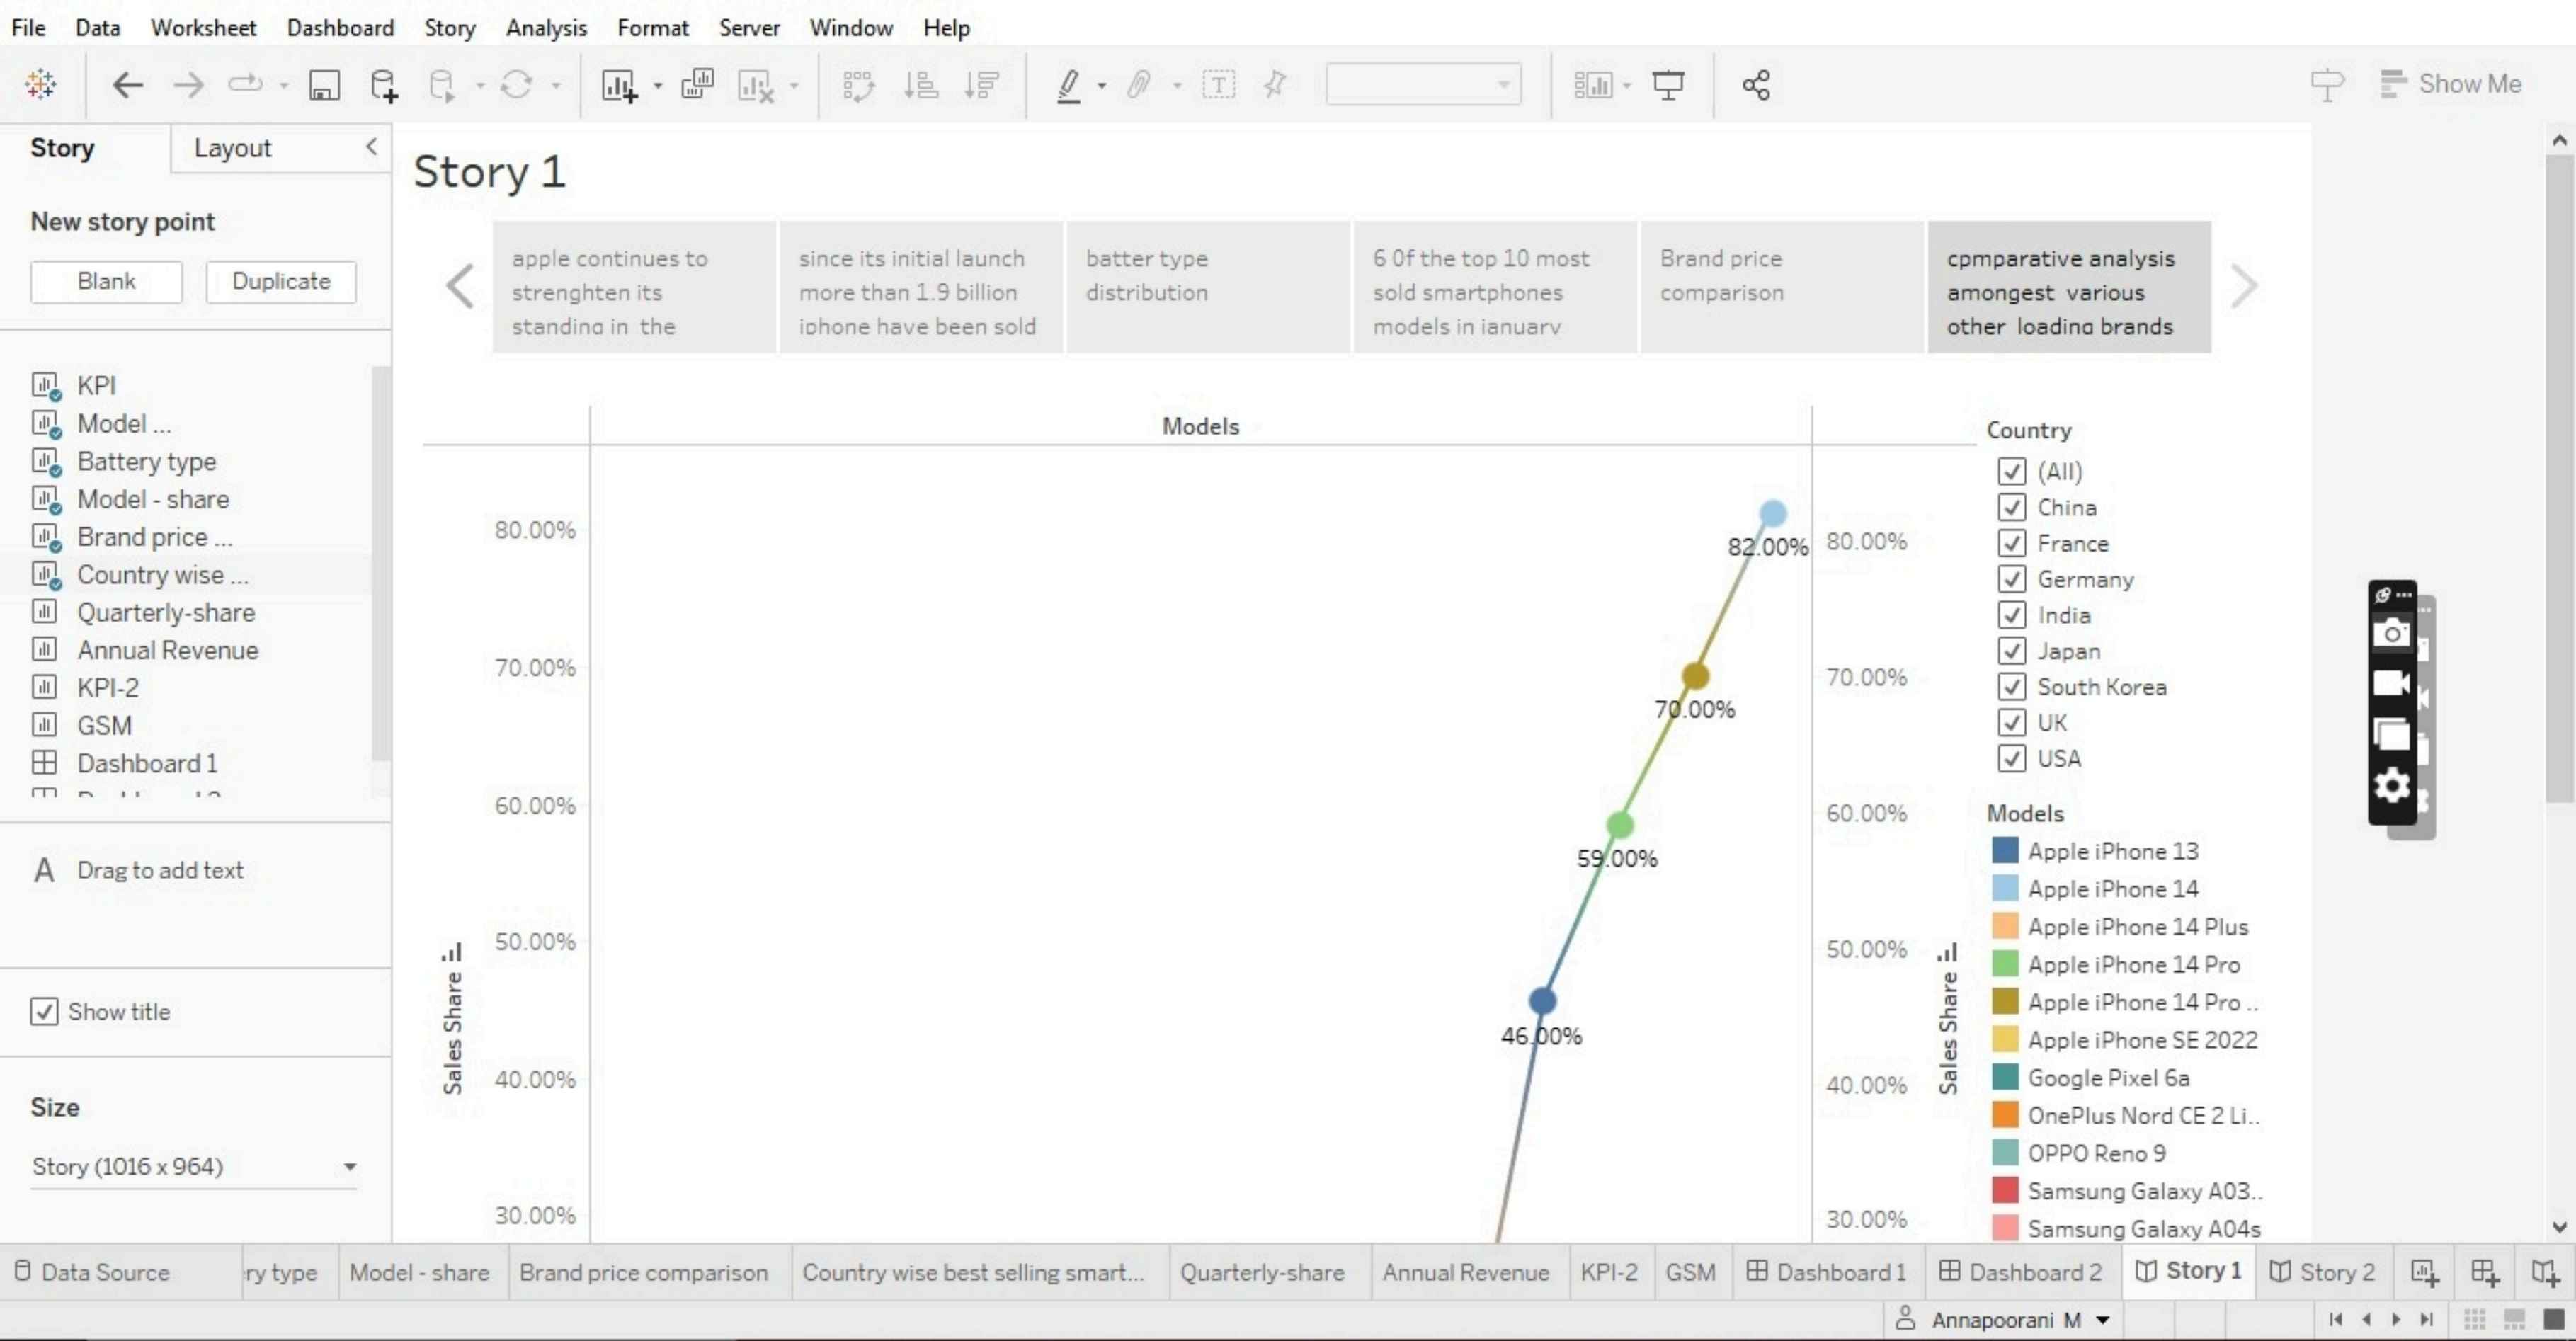 File Data Worksheet Dashboard Story Analysis Format Server Window Help
Show Me
Story Layout
New story point
Blank Duplicate
KPI
Model ...
Battery type
Model - share
Brand price ...
Country wise ...
Quarterly-share
Annual Revenue
KPI-2
GSM
Dashboard 1
A Drag to add text
Show title
Size
Story (1016 x 964)
Story 1
apple continues to
strenghten its
standing in the
since its initial launch
more than 1.9 billion
iphone have been sold
batter type
distribution
6 0f the top 10 most
sold smartphones
models in january
Brand price
comparison
cpmparative analysis
amongest various
other loading brands
Models
Sales Share
80.00%
70.00%
60.00%
50.00%
40.00%
30.00%
82.00%
70.00%
59.00%
46.00%
80.00%
70.00%
60.00%
50.00%
40.00%
30.00%
Sales Share
Country
(All)
China
France
Germany
India
Japan
South Korea
UK
USA
Models
Apple iPhone 13
Apple iPhone 14
Apple iPhone 14 Plus
Apple iPhone 14 Pro
Apple iPhone 14 Pro ..
Apple iPhone SE 2022
Google Pixel 6a
OnePlus Nord CE 2 Li..
OPPO Reno 9
Samsung Galaxy A03..
Samsung Galaxy A04s
Data Source ry type Model - share Brand price comparison Country wise best selling smart... Quarterly-share Annual Revenue KPI-2 GSM Dashboard 1 Dashboard 2 Story 1 Story 2
Annapoorani M